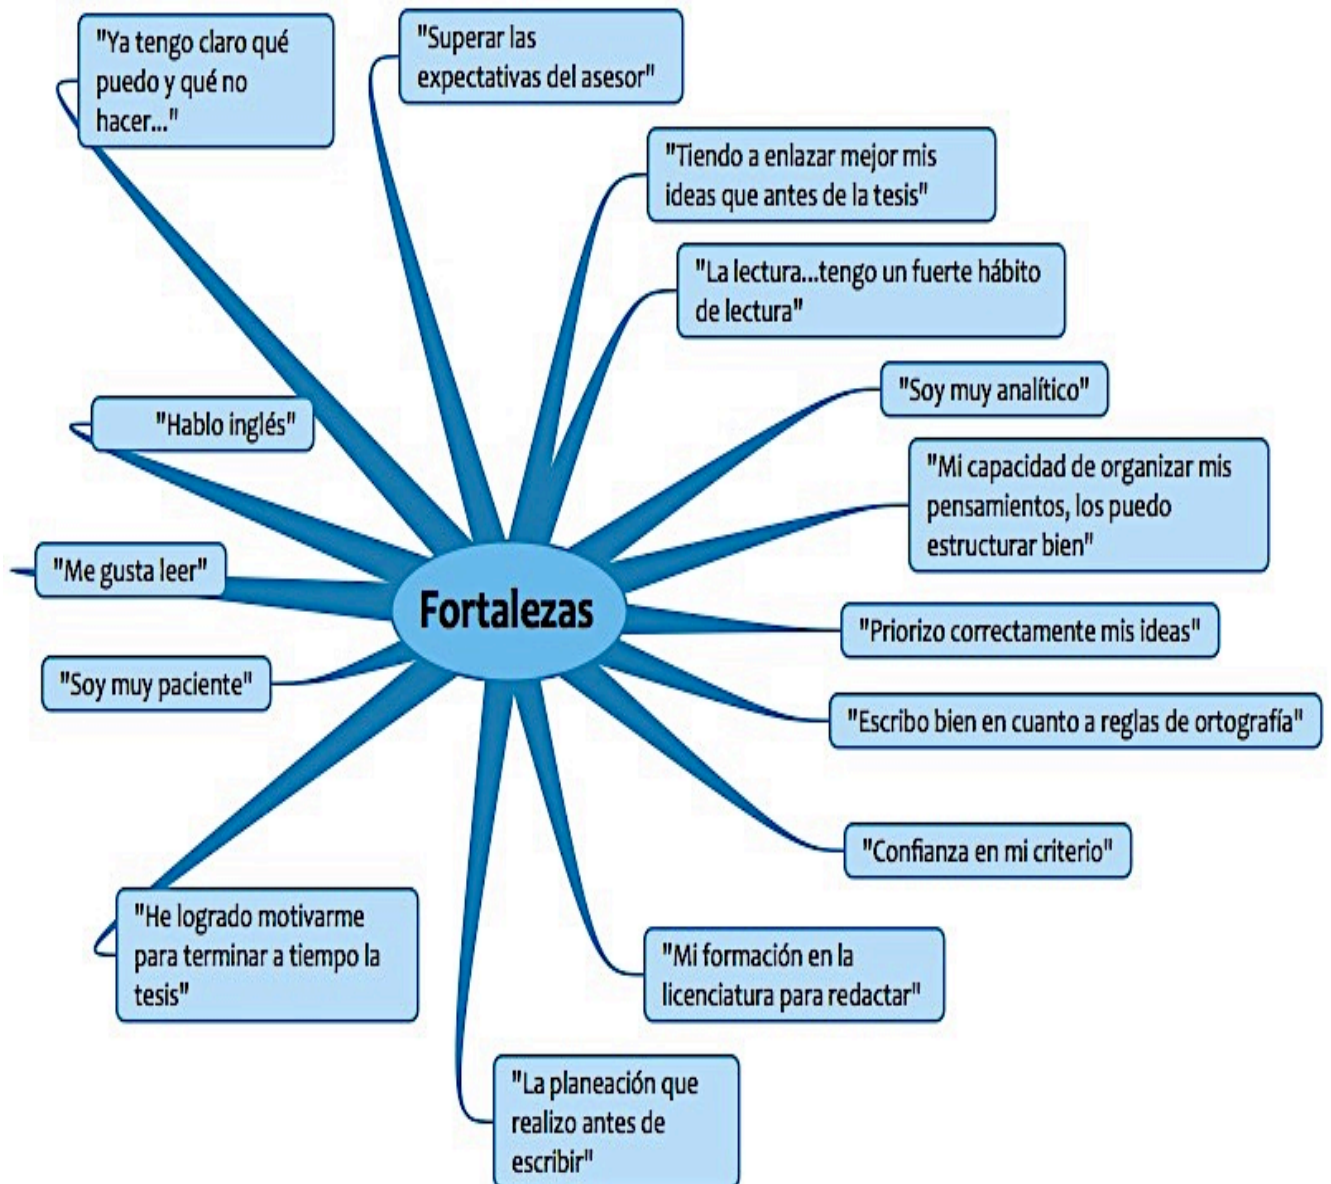 "Ya tengo claro qué
puedo y qué no
hacer..."
"Superar las
expectativas del asesor"
"Tiendo a enlazar mejor mis
ideas que antes de la tesis"
"La lectura...tengo un fuerte hábito
de lectura"
"Soy muy analítico"
"Mi capacidad de organizar mis
pensamientos, los puedo
estructurar bien"
"Hablo inglés"
"Me gusta leer"
Fortalezas
"Priorizo correctamente mis ideas"
"Soy muy paciente"
"Escribo bien en cuanto a reglas de ortografía"
"Confianza en mi criterio"
"He logrado motivarme
para terminar a tiempo la
tesis"
"Mi formación en la
licenciatura para redactar"
"La planeación que
realizo antes de
escribir"